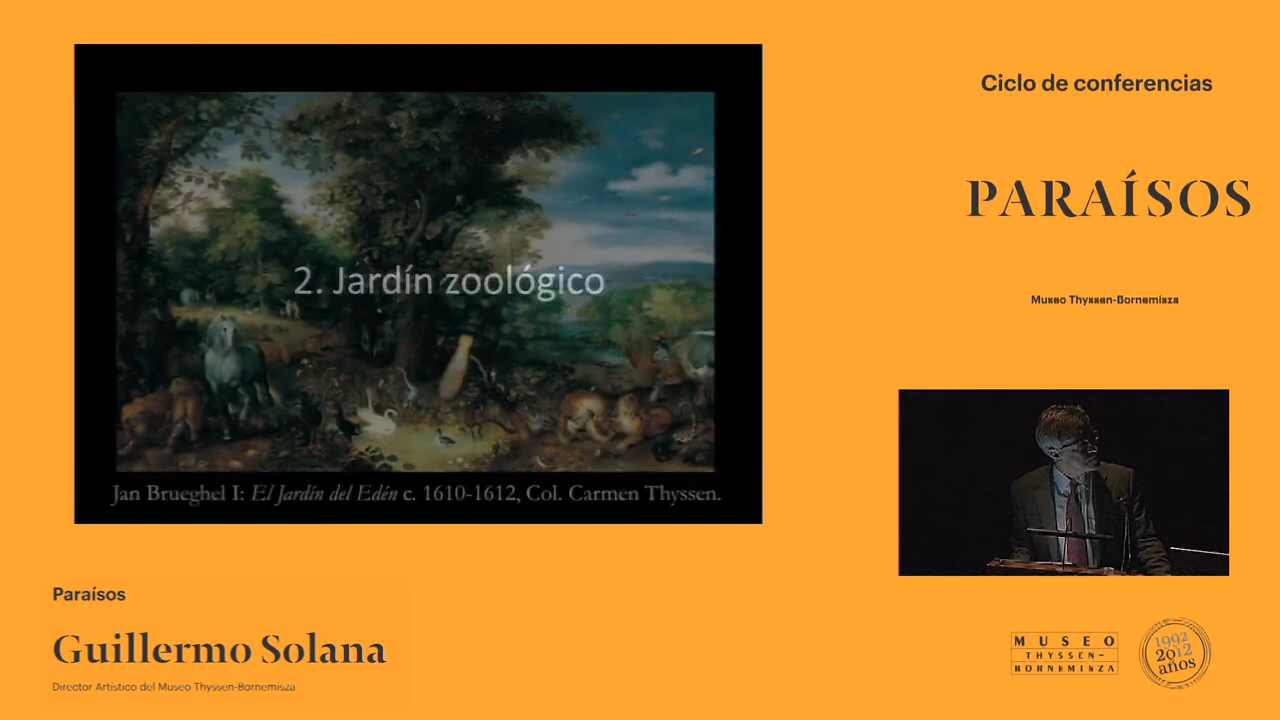 Ciclo de conferencias
PARAÍSOS
Museo Thyssen-Bornemisza
2. Jardín zoológico
Jan Brueghel I: El Jardín del Edén c. 1610-1612, Col. Carmen Thyssen.
Paraísos
Guillermo Solana
Director Artístico del Museo Thyssen-Bornemisza
MUSEO
THYSSEN-
BORNEMISZA
1992
2012
años